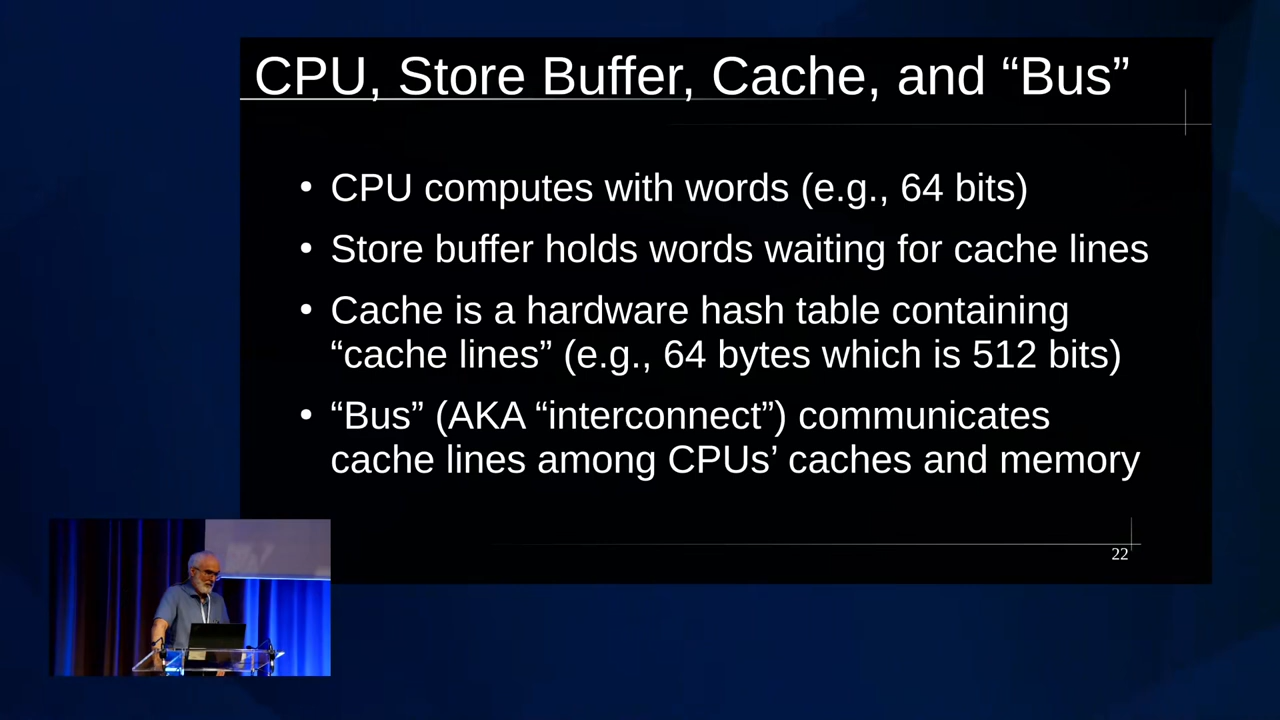 CPU, Store Buffer, Cache, and “Bus”
• CPU computes with words (e.g., 64 bits)
• Store buffer holds words waiting for cache lines
• Cache is a hardware hash table containing
“cache lines” (e.g., 64 bytes which is 512 bits)
• “Bus” (AKA “interconnect”) communicates
cache lines among CPUs’ caches and memory
22